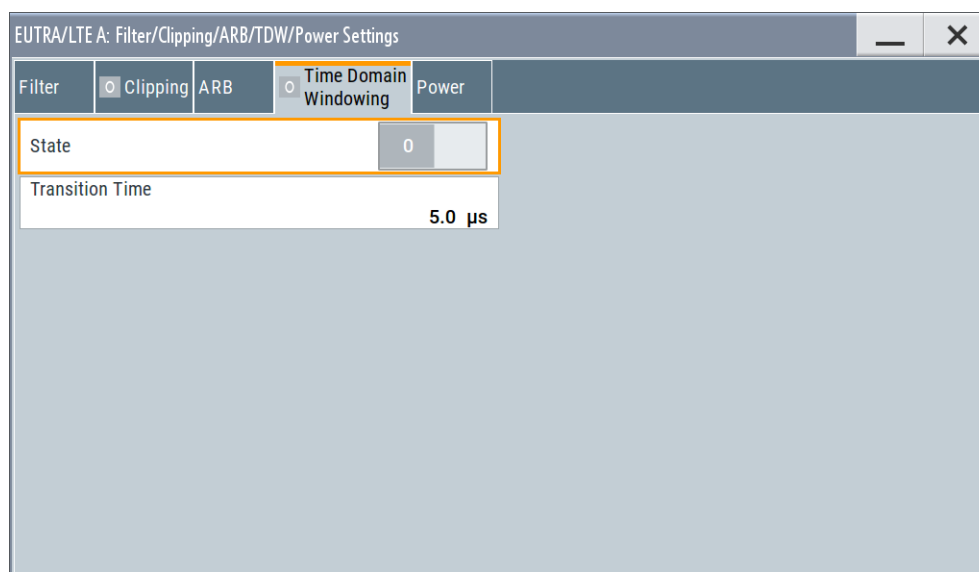 EUTRA/LTE A: Filter/Clipping/ARB/TDW/Power Settings
Filter
0 Clipping
ARB
0 Time Domain
Windowing
Power
State
0
Transition Time
5.0 µs